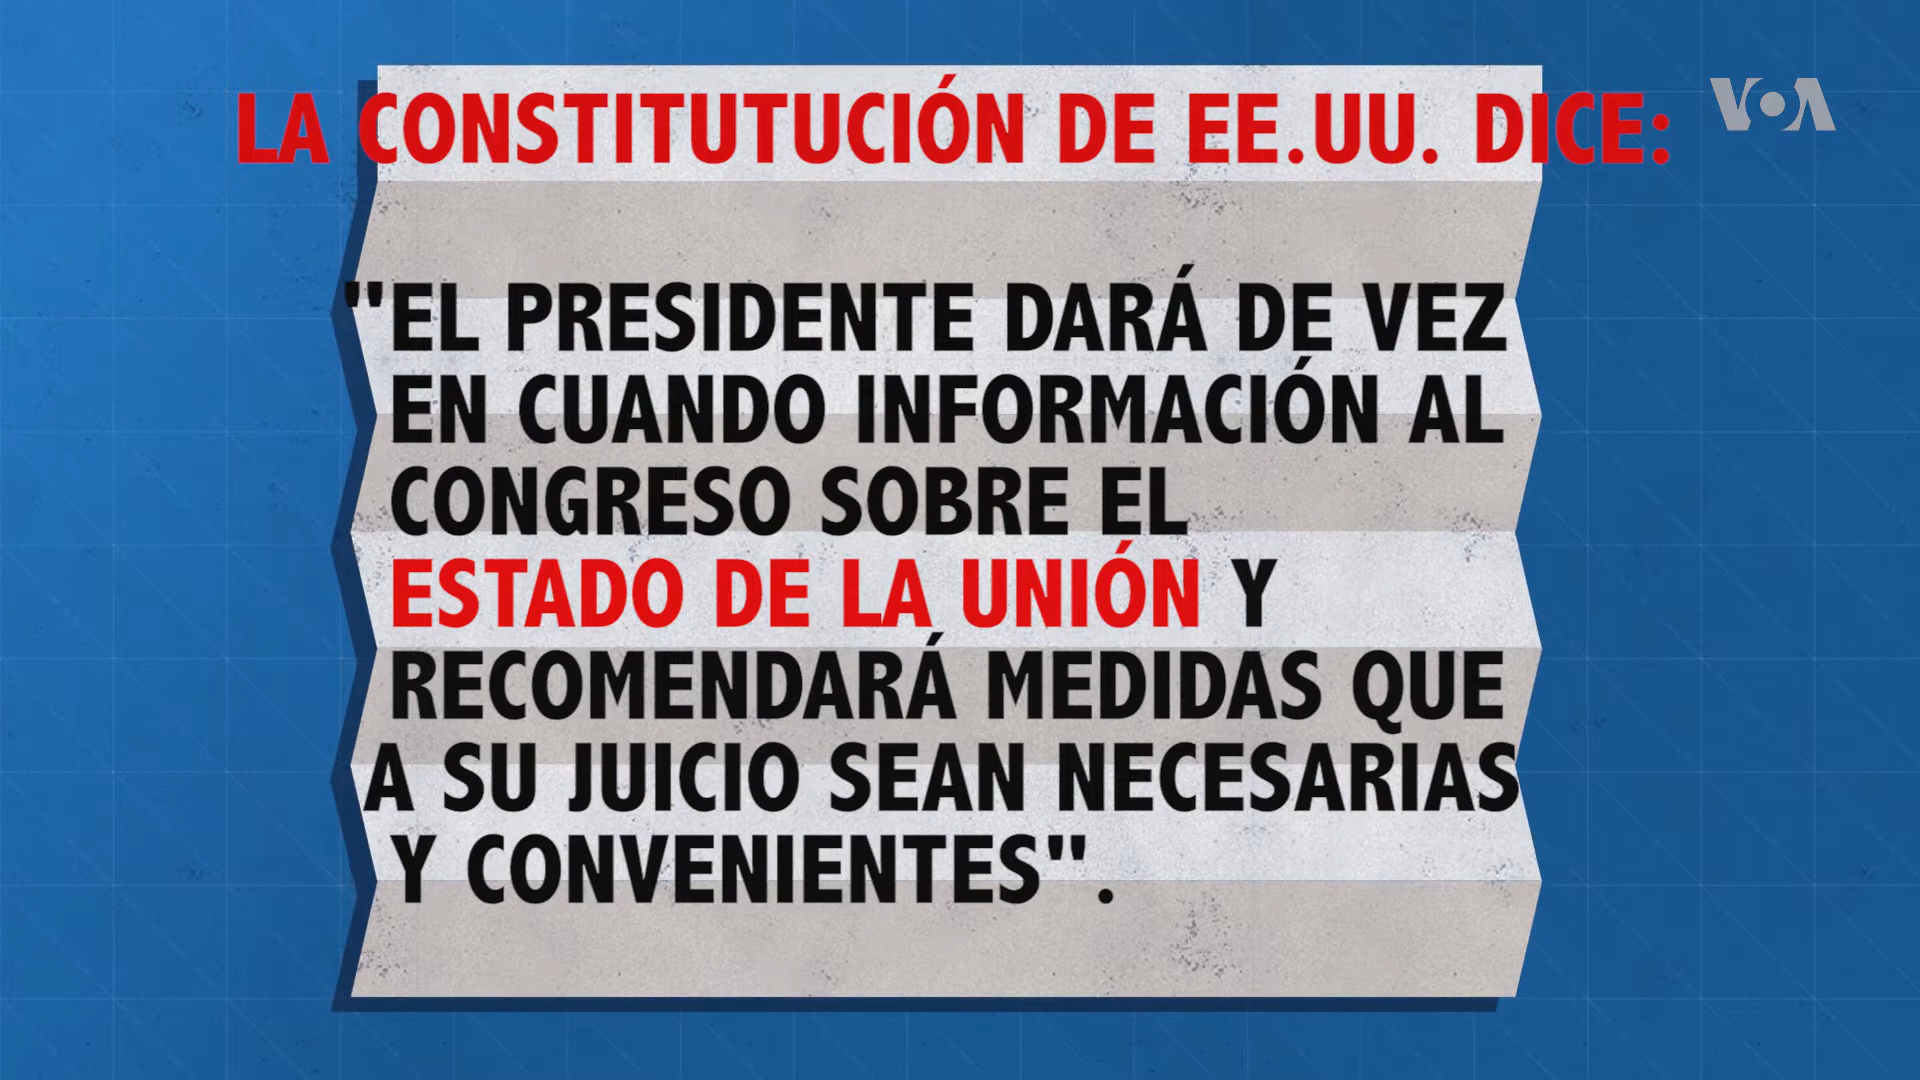 LA CONSTITUTUCIÓN DE EE.UU. DICE:
VOA
"EL PRESIDENTE DARÁ DE VEZ
EN CUANDO INFORMACIÓN AL
CONGRESO SOBRE EL
ESTADO DE LA UNIÓN Y
RECOMENDARÁ MEDIDAS QUE
A SU JUICIO SEAN NECESARIAS
Y CONVENIENTES".